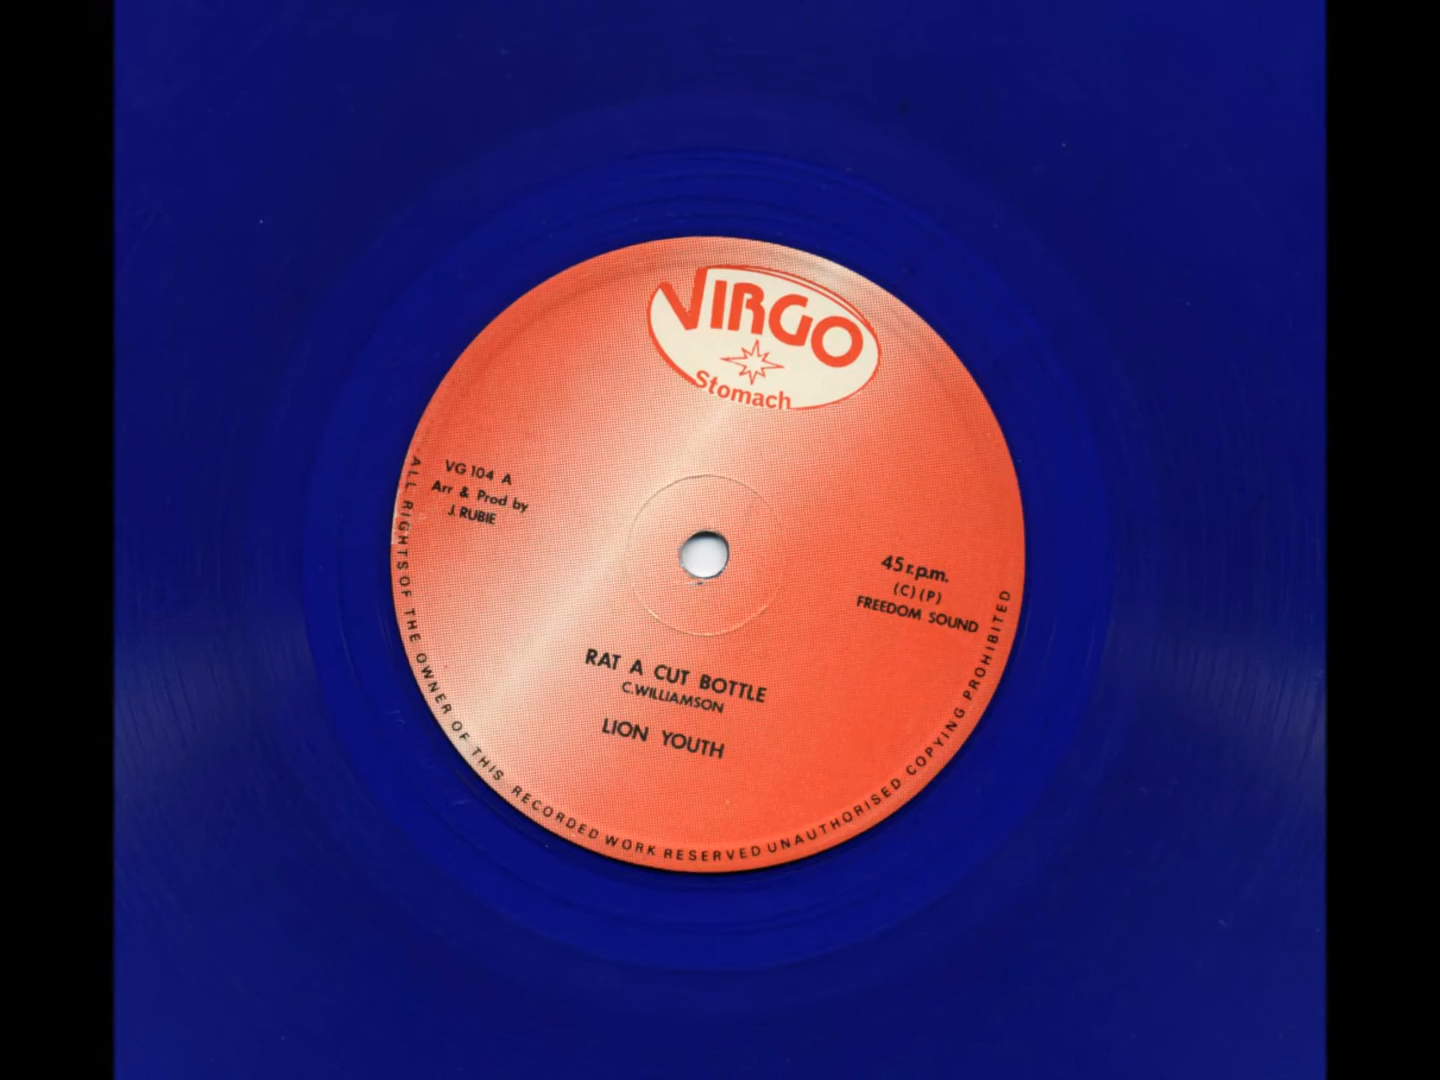 VIRGO
Stomach
VG 104 A
Arr & Prod by
J. RUBIE
45 r.p.m.
(C) (P)
FREEDOM SOUND
RAT A CUT BOTTLE
C.WILLIAMSON
LION YOUTH
ALL RIGHTS OF THE OWNER OF THIS RECORDED WORK RESERVED UNAUTHORISED COPYING PROHIBITED